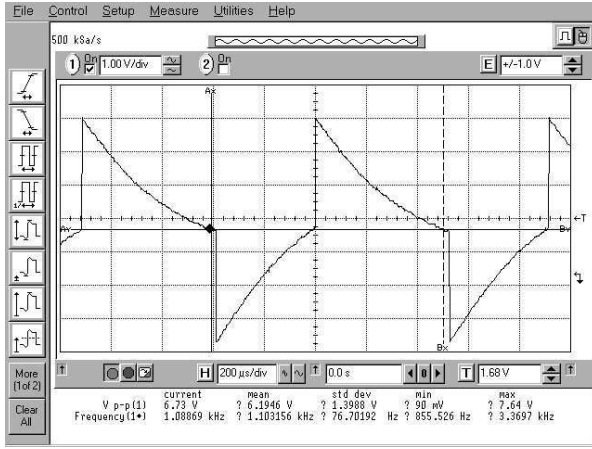 File Control Setup Measure Utilities Help
500 kSa/s
1 On 1.00 V/div 2 On E +/-1.0 V
Ax
T
Ay By
Bx
1/
More
(1 of 2)
Clear
All
H 200 µs/div 0.0 s 0 T 1.68 V
current mean std dev min max
V p-p(1) 6.73 V ? 6.1946 V ? 1.3988 V ? 90 mV ? 7.64 V
Frequency(1*) 1.08869 kHz ? 1.103156 kHz ? 76.70192 Hz ? 855.526 Hz ? 3.3697 kHz